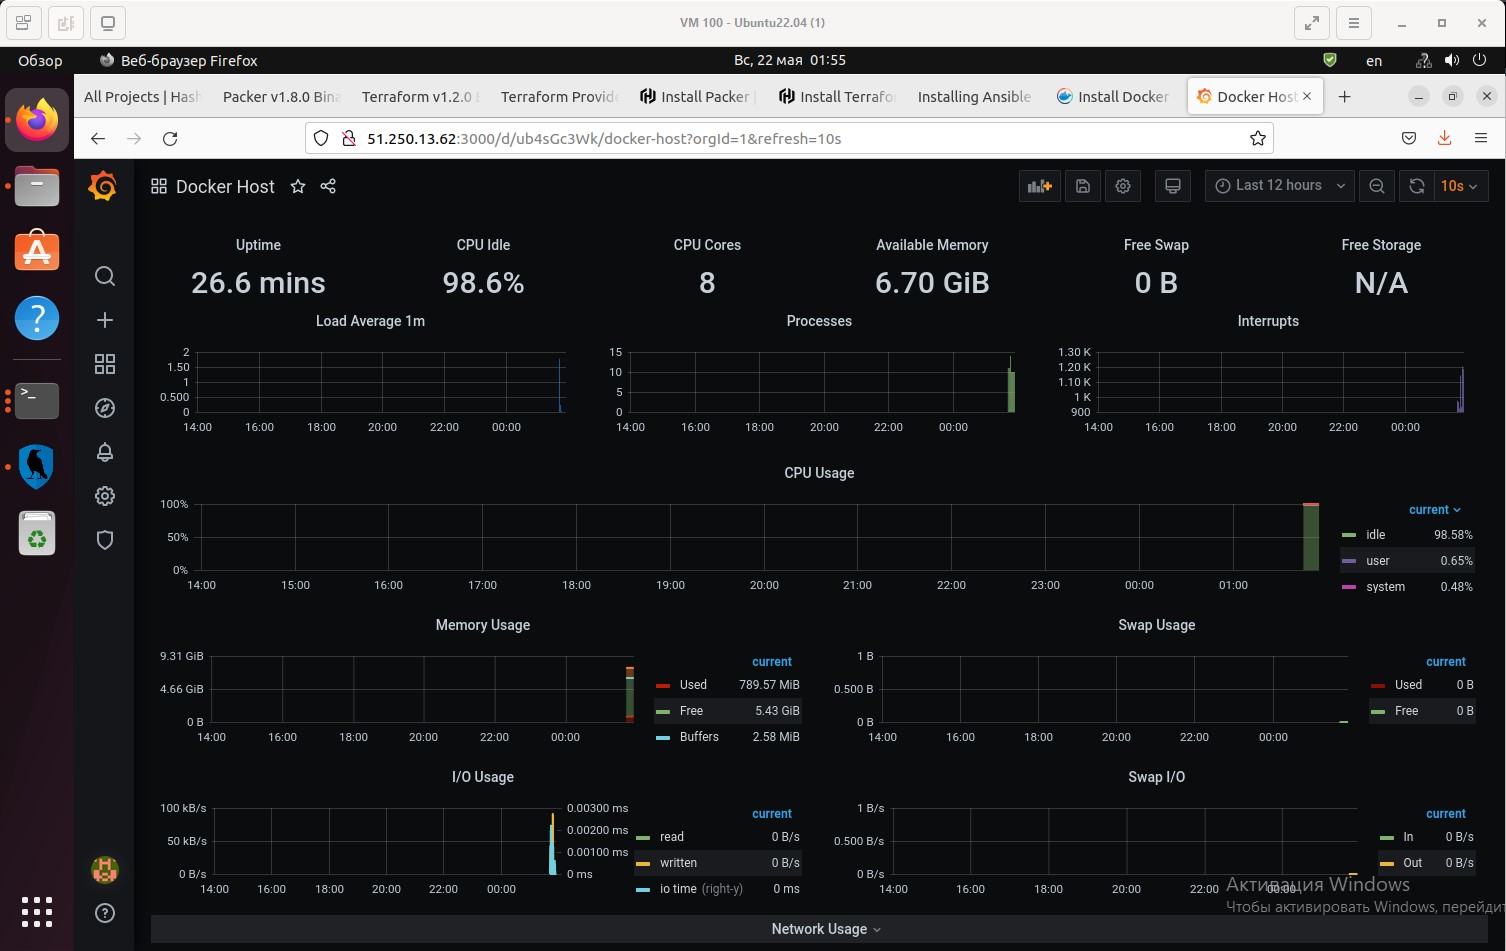 VM 100 - Ubuntu22.04 (1)
Обзор Веб-браузер Firefox Вс, 22 мая 01:55 en
All Projects | Hash Packer v1.8.0 Bina Terraform v1.2.0 Terraform Provide Install Packer | Install Terrafo Installing Ansible Install Docker Docker Host
51.250.13.62:3000/d/ub4sGc3Wk/docker-host?orgId=1&refresh=10s
Docker Host Last 12 hours 10s
Uptime CPU Idle CPU Cores Available Memory Free Swap Free Storage
26.6 mins 98.6% 8 6.70 GiB 0 B N/A
Load Average 1m Processes Interrupts
2 15 1.30 K
1.50 10 1.20 K
1 5 1.10 K
0.500 0 1 K
0 900
14:00 16:00 18:00 20:00 22:00 00:00 14:00 16:00 18:00 20:00 22:00 00:00 14:00 16:00 18:00 20:00 22:00 00:00
CPU Usage
100% current
50% idle 98.58%
0% user 0.65%
14:00 15:00 16:00 17:00 18:00 19:00 20:00 21:00 22:00 23:00 00:00 01:00 system 0.48%
Memory Usage Swap Usage
9.31 GiB current 1 B current
4.66 GiB Used 789.57 MiB 0.500 B Used 0 B
0 B Free 5.43 GiB 0 B Free 0 B
14:00 16:00 18:00 20:00 22:00 00:00 Buffers 2.58 MiB 14:00 16:00 18:00 20:00 22:00 00:00
I/O Usage Swap I/O
100 kB/s 0.00300 ms current 1 B/s current
50 kB/s 0.00200 ms read 0 B/s 0.500 B/s In 0 B/s
0 B/s 0.00100 ms written 0 B/s 0 B/s Out 0 B/s
14:00 16:00 18:00 20:00 22:00 00:00 0 ms io time (right-y) 0 ms 14:00 16:00 18:00 20:00 22:00 00:00
Активация Windows
Чтобы активировать Windows, перейдит
Network Usage